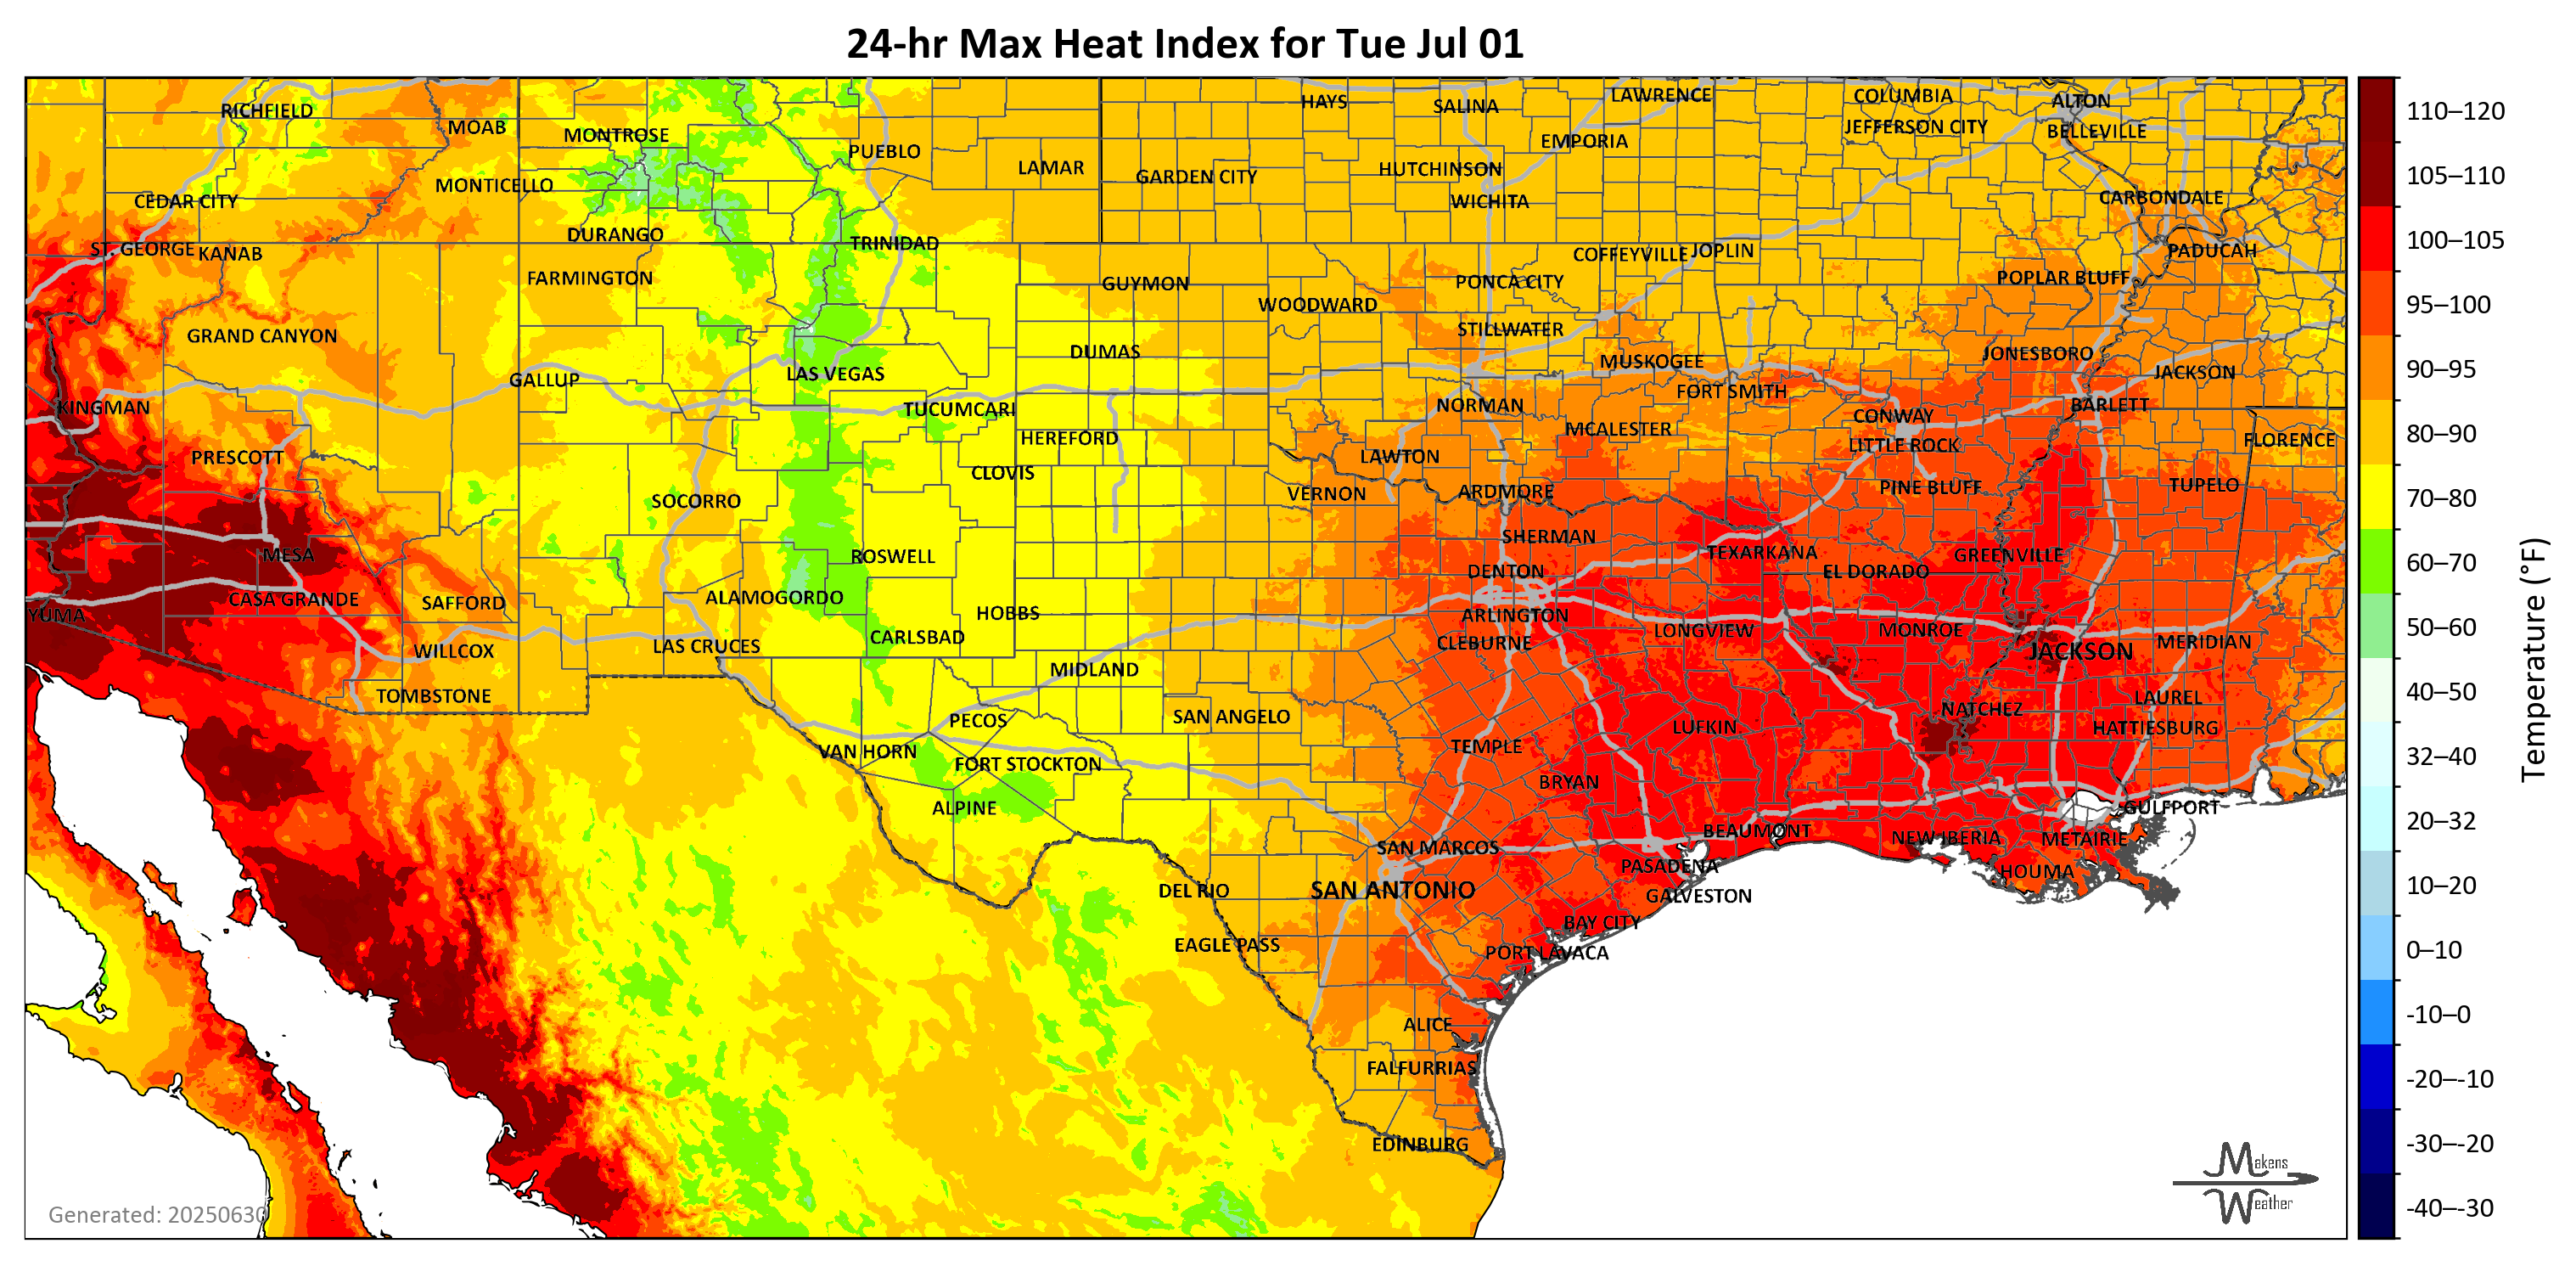 24-hr Max Heat Index for Tue Jul 01
RICHFIELD
MOAB
MONTROSE
PUEBLO
LAMAR
HAYS
SALINA
LAWRENCE
COLUMBIA
ALTON
EMPORIA
JEFFERSON CITY
BELLEVILLE
MONTICELLO
GARDEN CITY
HUTCHINSON
CEDAR CITY
WICHITA
CARBONDALE
DURANGO
TRINIDAD
ST. GEORGE
KANAB
COFFEYVILLE
JOPLIN
PADUCAH
FARMINGTON
GUYMON
PONCA CITY
POPLAR BLUFF
WOODWARD
GRAND CANYON
STILLWATER
DUMAS
MUSKOGEE
JONESBORO
GALLUP
LAS VEGAS
FORT SMITH
JACKSON
KINGMAN
TUCUMCARI
NORMAN
CONWAY
BARLETT
HEREFORD
MCALESTER
LITTLE ROCK
FLORENCE
PRESCOTT
CLOVIS
LAWTON
SOCORRO
VERNON
ARDMORE
PINE BLUFF
TUPELO
MESA
ROSWELL
SHERMAN
TEXARKANA
GREENVILLE
DENTON
EL DORADO
YUMA
CASA GRANDE
SAFFORD
ALAMOGORDO
HOBBS
ARLINGTON
WILLCOX
LAS CRUCES
CARLSBAD
CLEBURNE
LONGVIEW
MONROE
JACKSON
MERIDIAN
TOMBSTONE
MIDLAND
LAUREL
PECOS
SAN ANGELO
NATCHEZ
LUFKIN
HATTIESBURG
VAN HORN
FORT STOCKTON
TEMPLE
BRYAN
ALPINE
GULFPORT
SAN MARCOS
BEAUMONT
NEW IBERIA
METAIRIE
PASADENA
HOUMA
DEL RIO
SAN ANTONIO
GALVESTON
BAY CITY
EAGLE PASS
PORT LAVACA
ALICE
FALFURRIAS
EDINBURG
Generated: 20250630
Makens
Weather
110–120
105–110
100–105
95–100
90–95
80–90
70–80
60–70
50–60
40–50
32–40
20–32
10–20
0–10
-10–0
-20–-10
-30–-20
-40–-30
Temperature (°F)